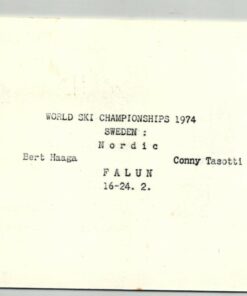 WORLD SKI CHAMPIONSHIPS 1974
SWEDEN :
Nordic
Bert Haaga Conny Tasotti
FALUN
16-24. 2.